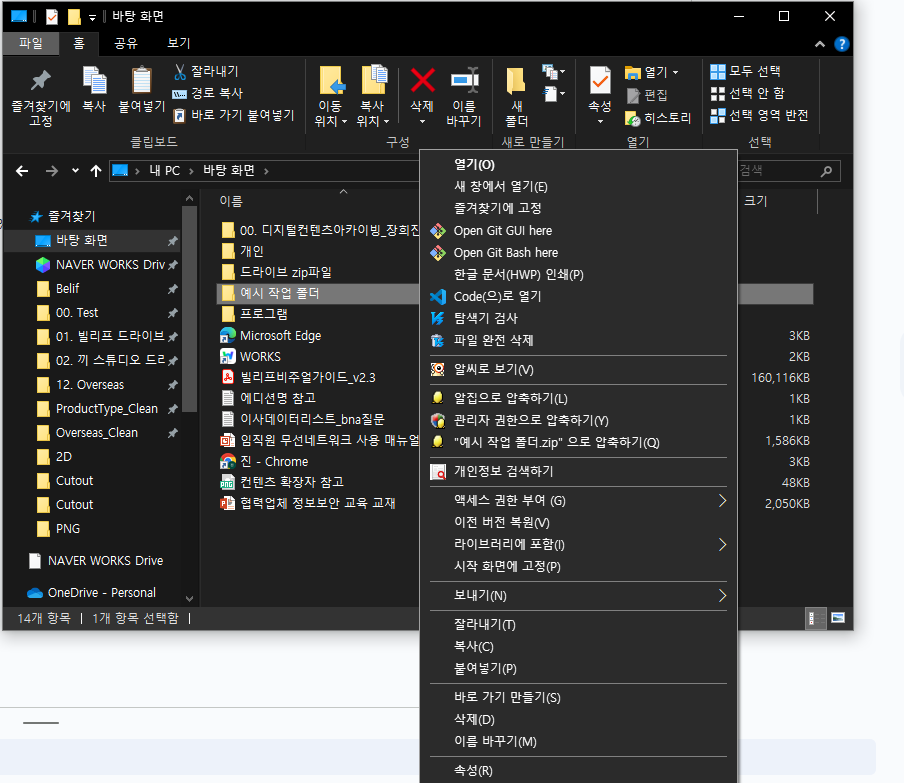 바탕 화면
파일 홈 공유 보기
즐겨찾기에 고정
복사
붙여넣기
잘라내기
경로 복사
바로 가기 붙여넣기
클립보드
이동 위치
복사 위치
삭제
이름 바꾸기
구성
새 폴더
새로 만들기
속성
열기
편집
히스토리
열기
모두 선택
선택 안 함
선택 영역 반전
선택
내 PC > 바탕 화면 >
검색
즐겨찾기
바탕 화면
NAVER WORKS Driv
Belif
00. Test
01. 빌리프 드라이브
02. 끼 스튜디오 드라
12. Overseas
ProductType_Clean
Overseas_Clean
2D
Cutout
Cutout
PNG
NAVER WORKS Drive
OneDrive - Personal
이름
크기
00. 디지털컨텐츠아카이빙_장희진
개인
드라이브 zip파일
예시 작업 폴더
프로그램
Microsoft Edge 3KB
WORKS 2KB
빌리프비주얼가이드_v2.3 160,116KB
에디션명 참고 1KB
이사데이터리스트_bna질문 1KB
임직원 무선네트워크 사용 매뉴얼 1,586KB
진 - Chrome 3KB
컨텐츠 확장자 참고 48KB
협력업체 정보보안 교육 교재 2,050KB
14개 항목 1개 항목 선택함
열기(O)
새 창에서 열기(E)
즐겨찾기에 고정
Open Git GUI here
Open Git Bash here
한글 문서(HWP) 인쇄(P)
Code(으)로 열기
탐색기 검사
파일 완전 삭제
알씨로 보기(V)
알집으로 압축하기(L)
관리자 권한으로 압축하기(Y)
"예시 작업 폴더.zip" 으로 압축하기(Q)
개인정보 검색하기
액세스 권한 부여 (G)
이전 버전 복원(V)
라이브러리에 포함(I)
시작 화면에 고정(P)
보내기(N)
잘라내기(T)
복사(C)
붙여넣기(P)
바로 가기 만들기(S)
삭제(D)
이름 바꾸기(M)
속성(R)